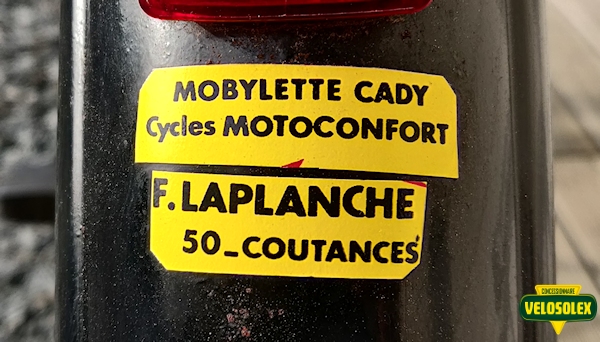 MOBYLETTE CADY
Cycles MOTOCONFORT
F. LAPLANCHE
50_COUTANCES
CONCESSIONNAIRE
VELOSOLEX